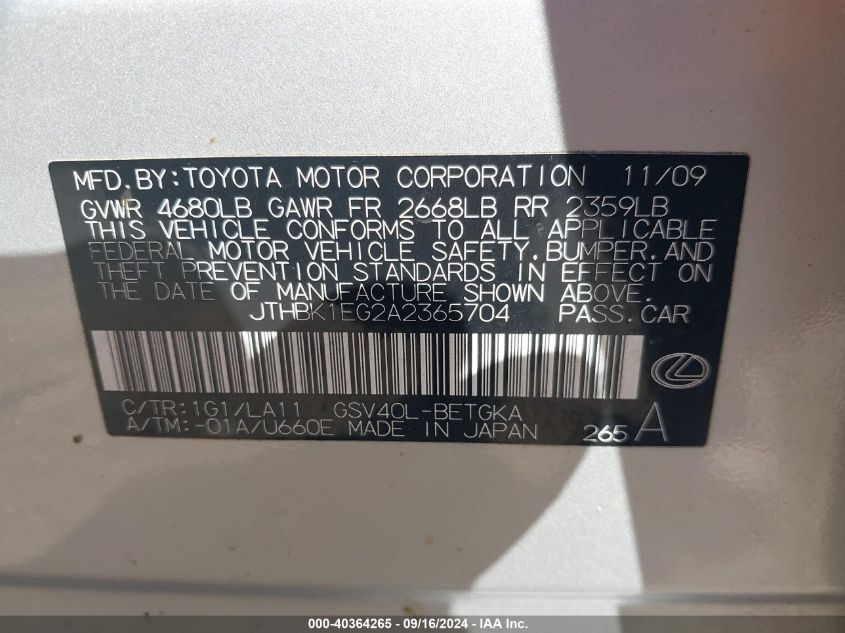 MFD.BY:TOYOTA MOTOR CORPORATION 11/09
GVWR 4680LB GAWR FR 2668LB RR 2359LB
THIS VEHICLE CONFORMS TO ALL APPLICABLE
FEDERAL MOTOR VEHICLE SAFETY,BUMPER,AND
THEFT PREVENTION STANDARDS IN EFFECT ON
THE DATE OF MANUFACTURE SHOWN ABOVE.
JTHBK1EG2A2365704 PASS.CAR
C/TR:1G1/LA11 GSV40L-BETGKA
A/TM:-01A/U660E MADE IN JAPAN 265 A
000-40364265 - 09/16/2024 - IAA Inc.